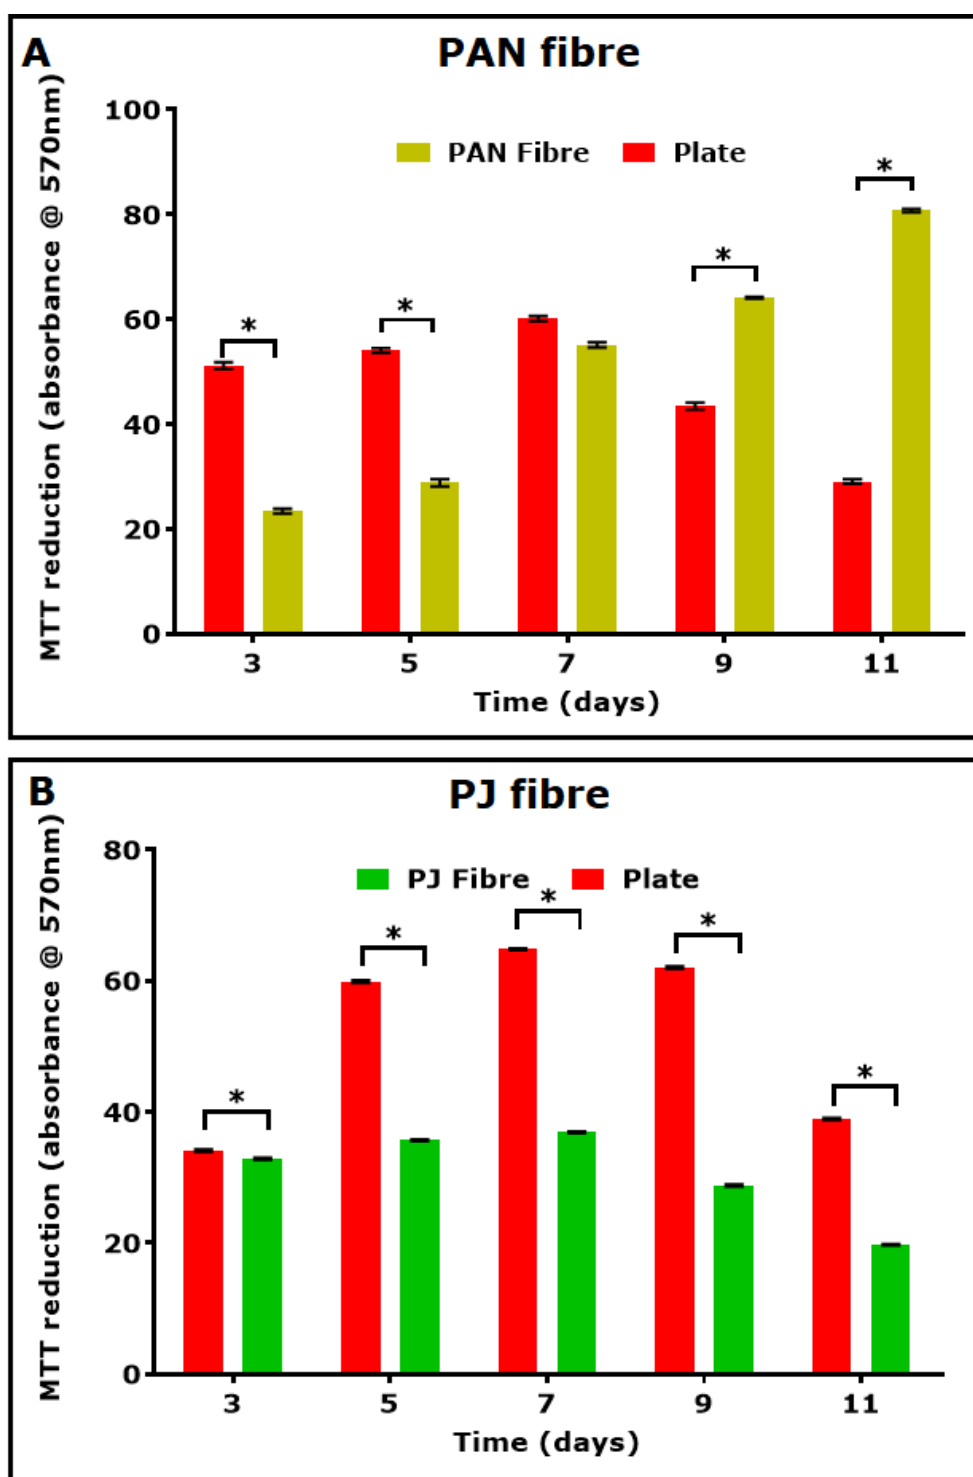 A
PAN fibre
MTT reduction (absorbance @ 570nm)
100
80
60
40
20
0
PAN Fibre
Plate
*
*
*
*
3 5 7 9 11
Time (days)
B
PJ fibre
MTT reduction (absorbance @ 570nm)
80
60
40
20
0
PJ Fibre
Plate
*
*
*
*
*
3 5 7 9 11
Time (days)